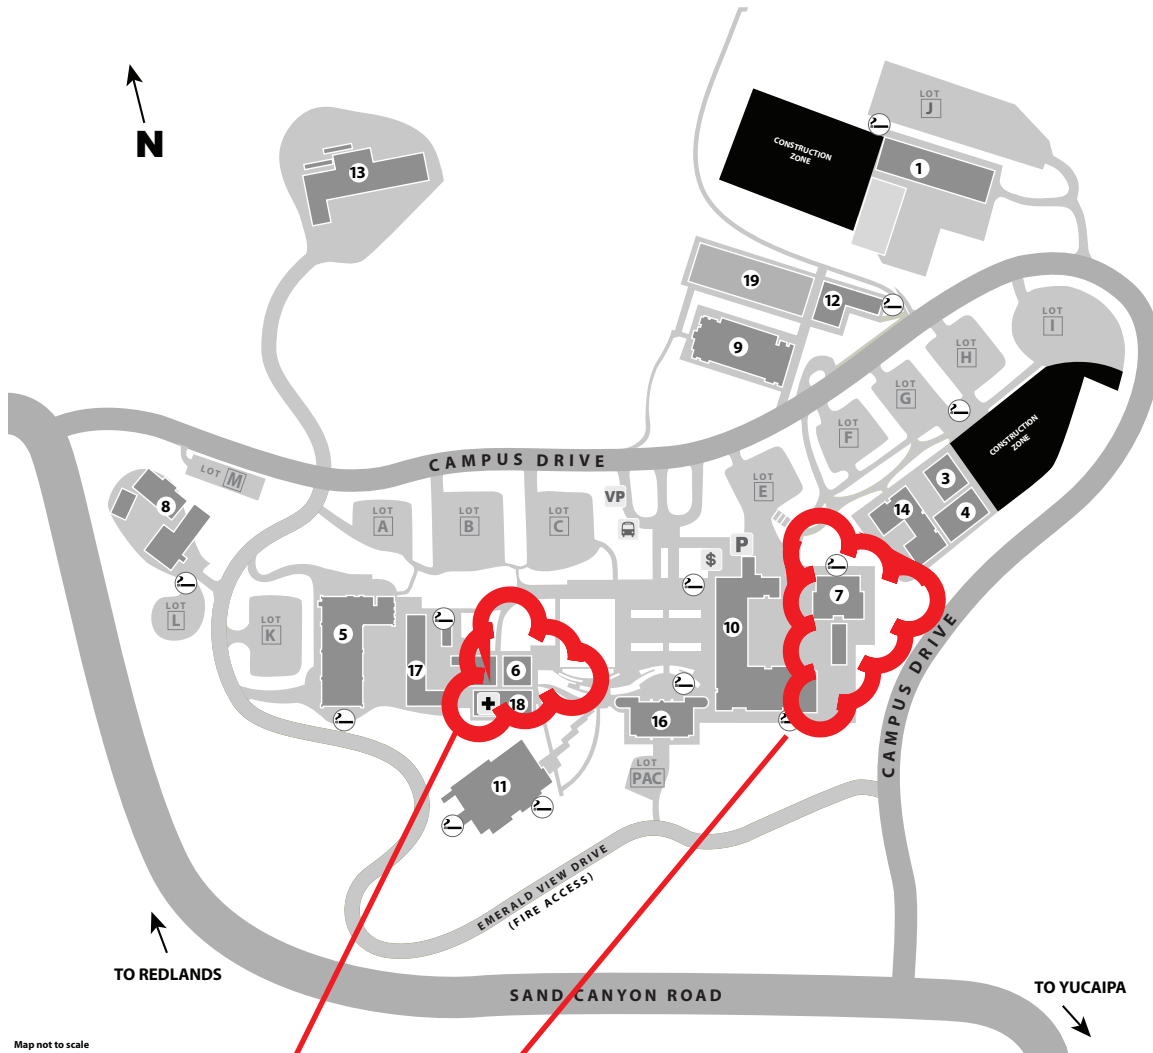 N
LOT
J
CONSTRUCTION
ZONE
1
13
19
12
9
LOT
I
LOT
H
LOT
G
LOT
F
CONSTRUCTION
ZONE
CAMPUS DRIVE
LOT M
8
LOT
A
LOT
B
LOT
C
VP
LOT
E
3
14
4
P
$
7
LOT
L
LOT
K
5
17
6
18
10
16
CAMPUS DRIVE
11
LOT
PAC
EMERALD VIEW DRIVE
(FIRE ACCESS)
TO REDLANDS
SAND CANYON ROAD
TO YUCAIPA
Map not to scale